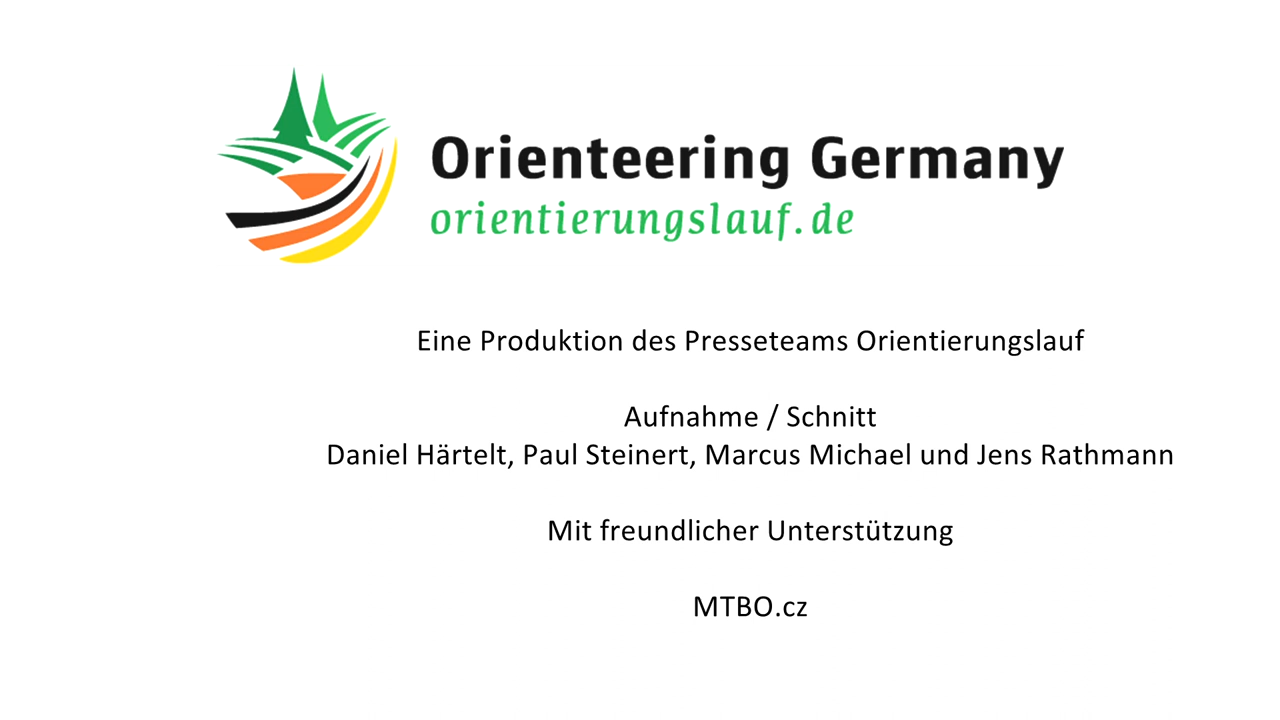 Orienteering Germany
orientierungslauf.de
Eine Produktion des Presseteams Orientierungslauf
Aufnahme / Schnitt
Daniel Härtelt, Paul Steinert, Marcus Michael und Jens Rathmann
Mit freundlicher Unterstützung
MTBO.cz